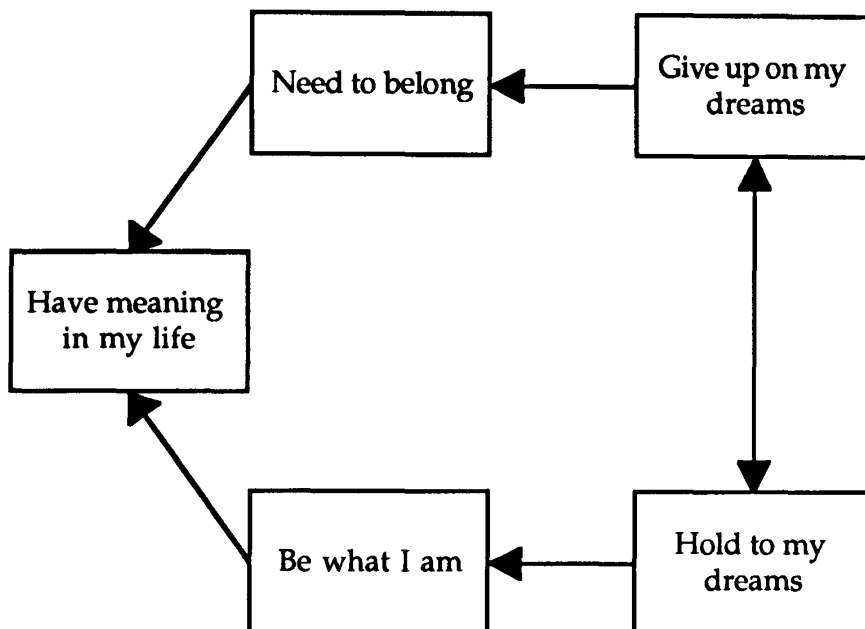 Need to belong
Give up on my
dreams
Have meaning
in my life
Be what I am
Hold to my
dreams